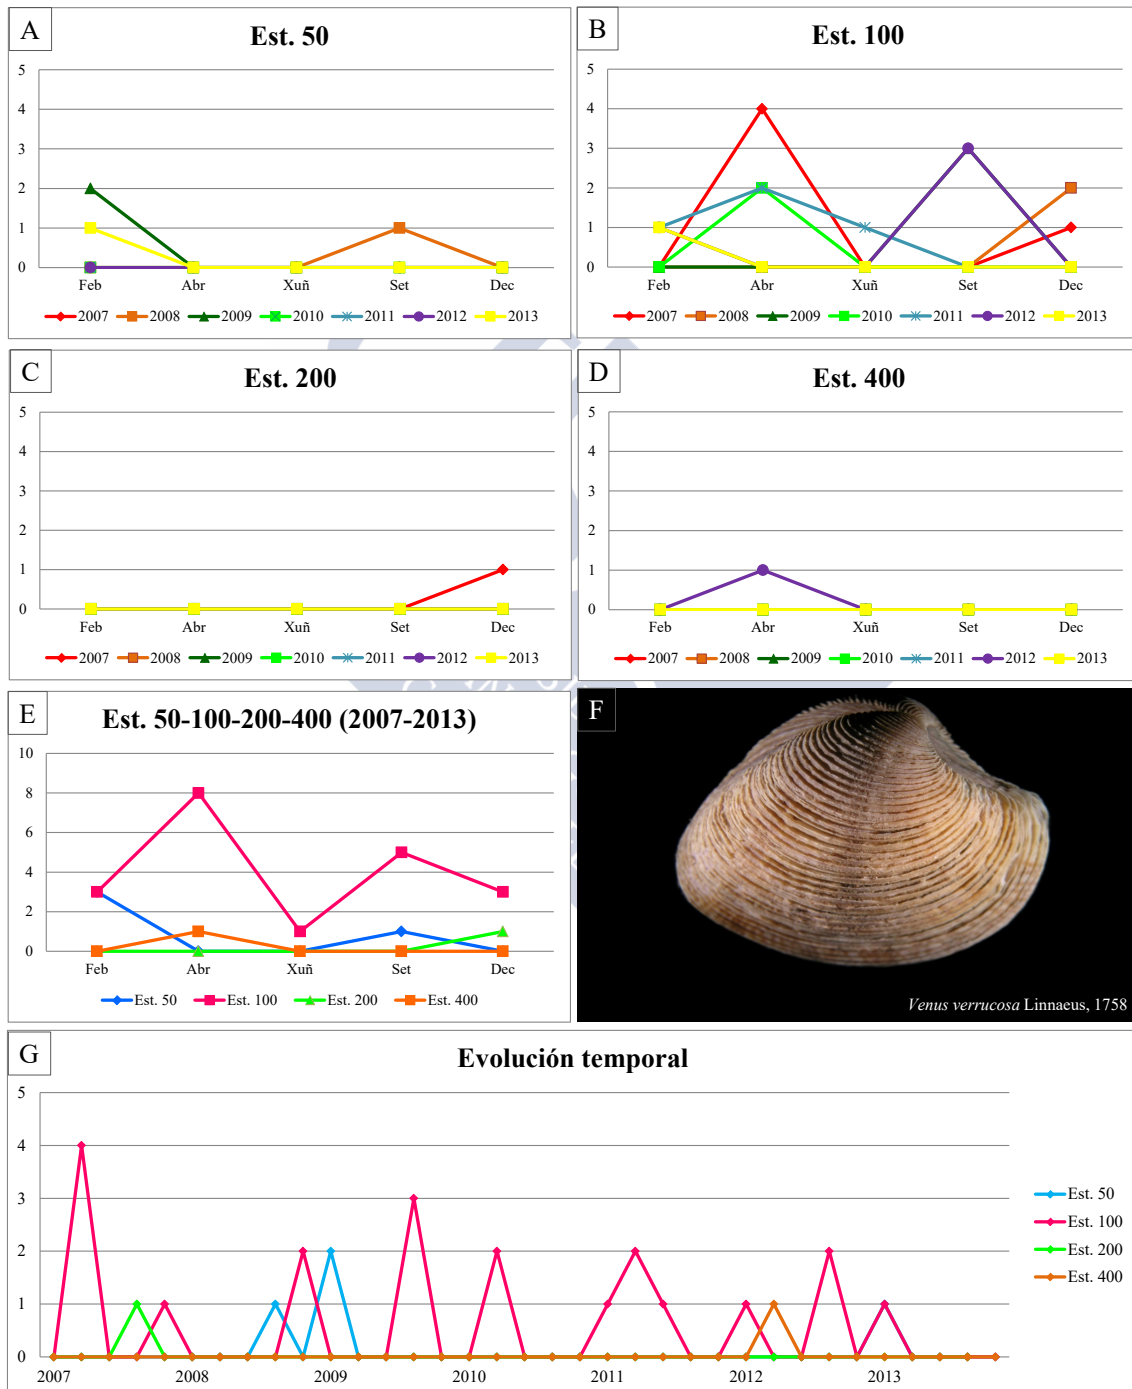 A
Est. 50
5
4
3
2
1
0
Feb Abr Xuñ Set Dec
2007 2008 2009 2010 2011 2012 2013
B
Est. 100
5
4
3
2
1
0
Feb Abr Xuñ Set Dec
2007 2008 2009 2010 2011 2012 2013
C
Est. 200
5
4
3
2
1
0
Feb Abr Xuñ Set Dec
2007 2008 2009 2010 2011 2012 2013
D
Est. 400
5
4
3
2
1
0
Feb Abr Xuñ Set Dec
2007 2008 2009 2010 2011 2012 2013
E
Est. 50-100-200-400 (2007-2013)
10
8
6
4
2
0
Feb Abr Xuñ Set Dec
Est. 50 Est. 100 Est. 200 Est. 400
F
Venus verrucosa Linnaeus, 1758
G
Evolución temporal
5
4
3
2
1
0
2007 2008 2009 2010 2011 2012 2013
Est. 50
Est. 100
Est. 200
Est. 400